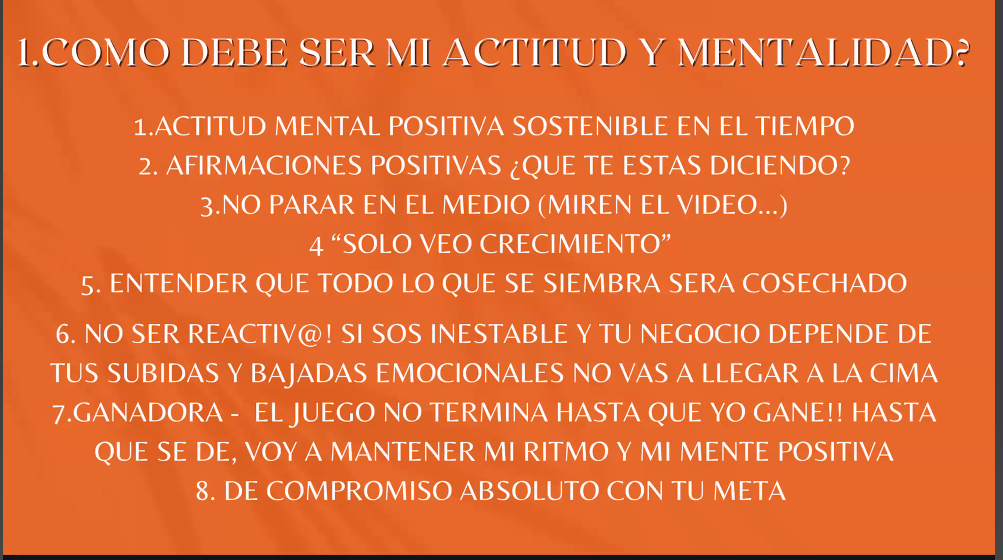 1.COMO DEBE SER MI ACTITUD Y MENTALIDAD?
1.ACTITUD MENTAL POSITIVA SOSTENIBLE EN EL TIEMPO
2. AFIRMACIONES POSITIVAS ¿QUE TE ESTAS DICIENDO?
3.NO PARAR EN EL MEDIO (MIREN EL VIDEO...)
4 “SOLO VEO CRECIMIENTO”
5. ENTENDER QUE TODO LO QUE SE SIEMBRA SERA COSECHADO
6. NO SER REACTIV@! SI SOS INESTABLE Y TU NEGOCIO DEPENDE DE
TUS SUBIDAS Y BAJADAS EMOCIONALES NO VAS A LLEGAR A LA CIMA
7.GANADORA - EL JUEGO NO TERMINA HASTA QUE YO GANE!! HASTA
QUE SE DE, VOY A MANTENER MI RITMO Y MI MENTE POSITIVA
8. DE COMPROMISO ABSOLUTO CON TU META